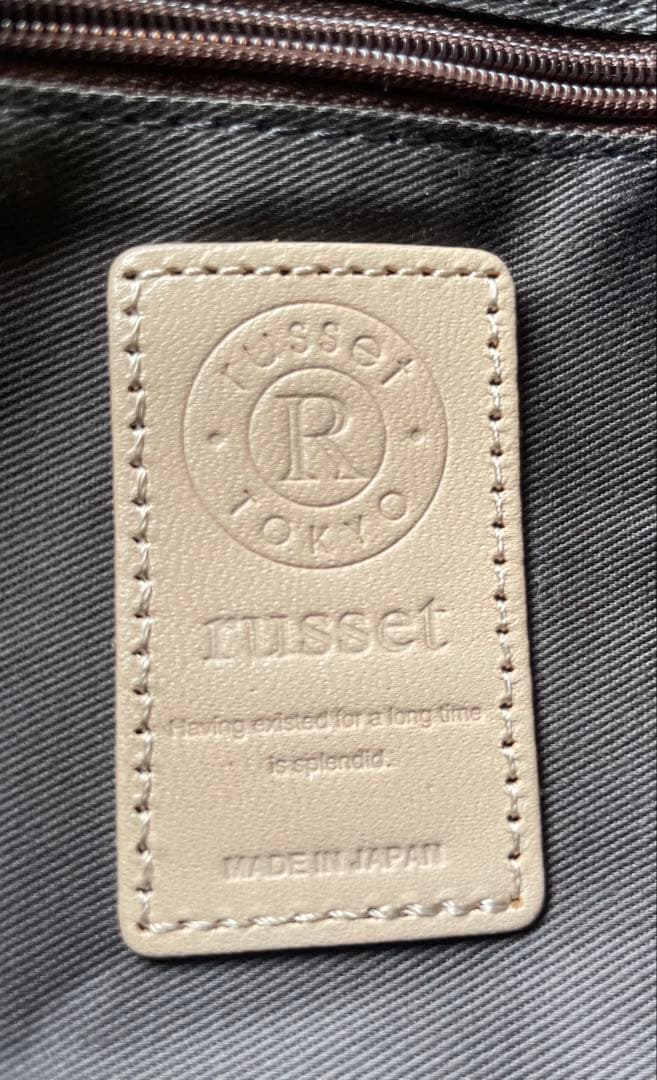 russet
R
TOKYO
russet
Having existed for a long time
is splendid.
MADE IN JAPAN